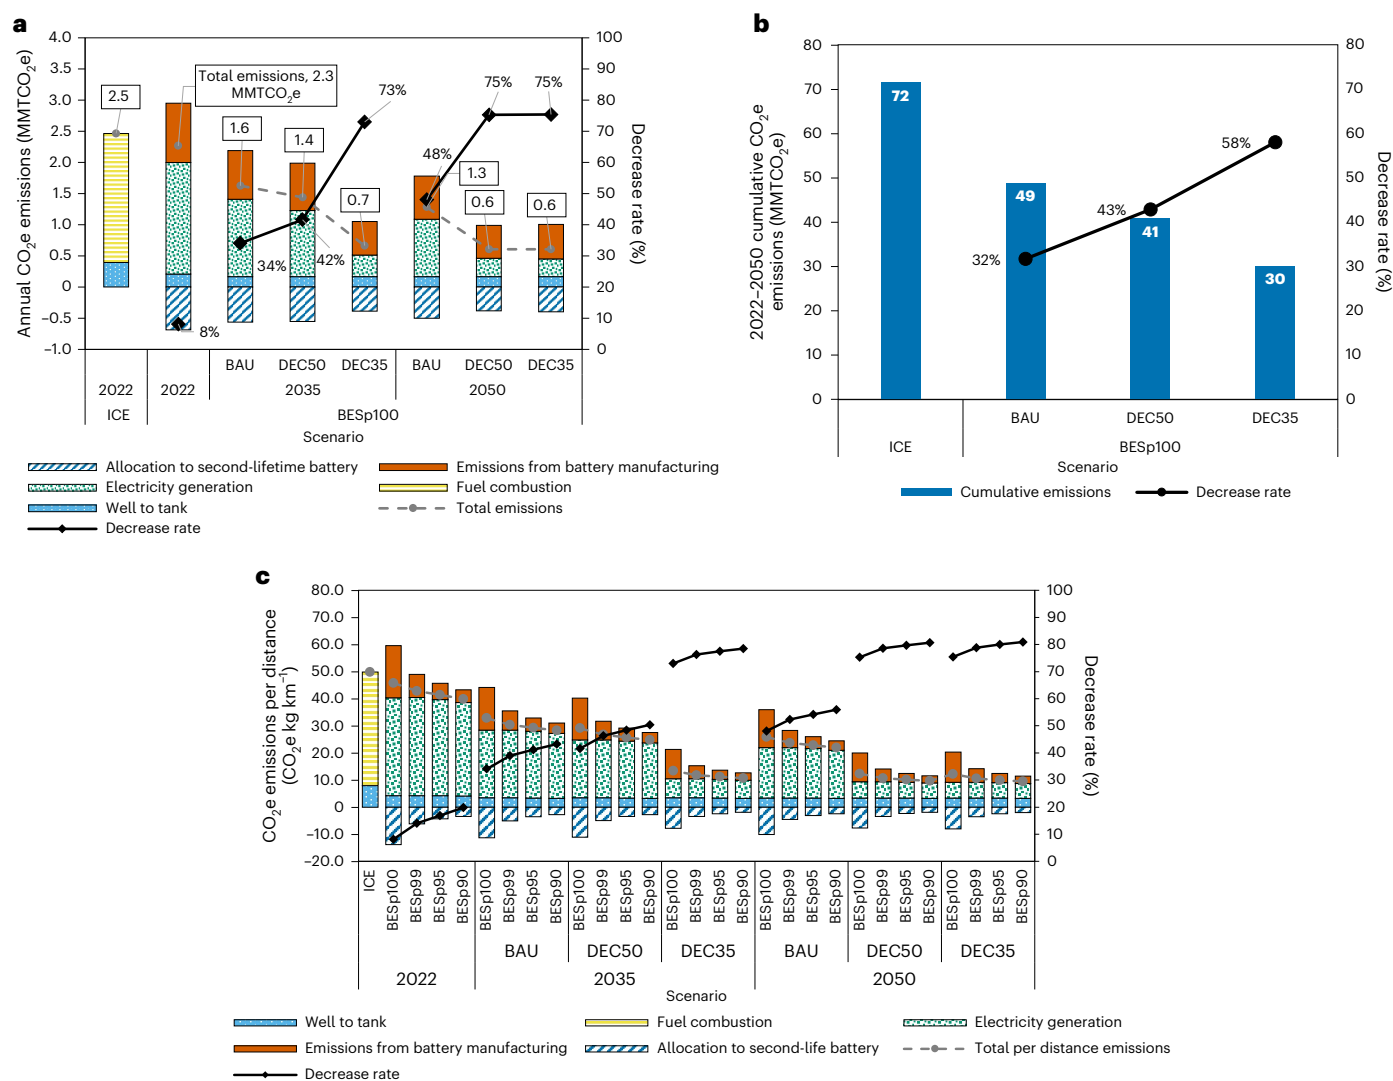 a
Annual CO2e emissions (MMTCO2e)
4.0
3.5
3.0
2.5
2.0
1.5
1.0
0.5
0
–0.5
–1.0
100
90
80
70
60
50
40
30
20
10
0
Decrease rate (%)
2.5
Total emissions, 2.3
MMTCO2e
1.6
1.4
0.7
1.3
0.6
0.6
8%
34%
42%
73%
48%
75%
75%
BAU DEC50 DEC35 BAU DEC50 DEC35
2022 2022 2035 2050
ICE BESp100
Scenario
Allocation to second-lifetime battery
Emissions from battery manufacturing
Electricity generation
Fuel combustion
Well to tank
Total emissions
Decrease rate
b
2022–2050 cumulative CO2e
emissions (MMTCO2e)
80
70
60
50
40
30
20
10
0
80
70
60
50
40
30
20
10
0
Decrease rate (%)
72
49
41
30
32%
43%
58%
BAU DEC50 DEC35
ICE BESp100
Scenario
Cumulative emissions
Decrease rate
c
CO2e emissions per distance
(CO2e kg km–1)
80.0
70.0
60.0
50.0
40.0
30.0
20.0
10.0
0
–10.0
–20.0
100
90
80
70
60
50
40
30
20
10
0
Decrease rate (%)
ICE BESp100 BESp99 BESp95 BESp90 BESp100 BESp99 BESp95 BESp90 BESp100 BESp99 BESp95 BESp90 BESp100 BESp99 BESp95 BESp90 BESp100 BESp99 BESp95 BESp90 BESp100 BESp99 BESp95 BESp90 BESp100 BESp99 BESp95 BESp90
BAU DEC50 DEC35 BAU DEC50 DEC35
2022 2035 2050
Scenario
Well to tank
Fuel combustion
Electricity generation
Emissions from battery manufacturing
Allocation to second-life battery
Total per distance emissions
Decrease rate